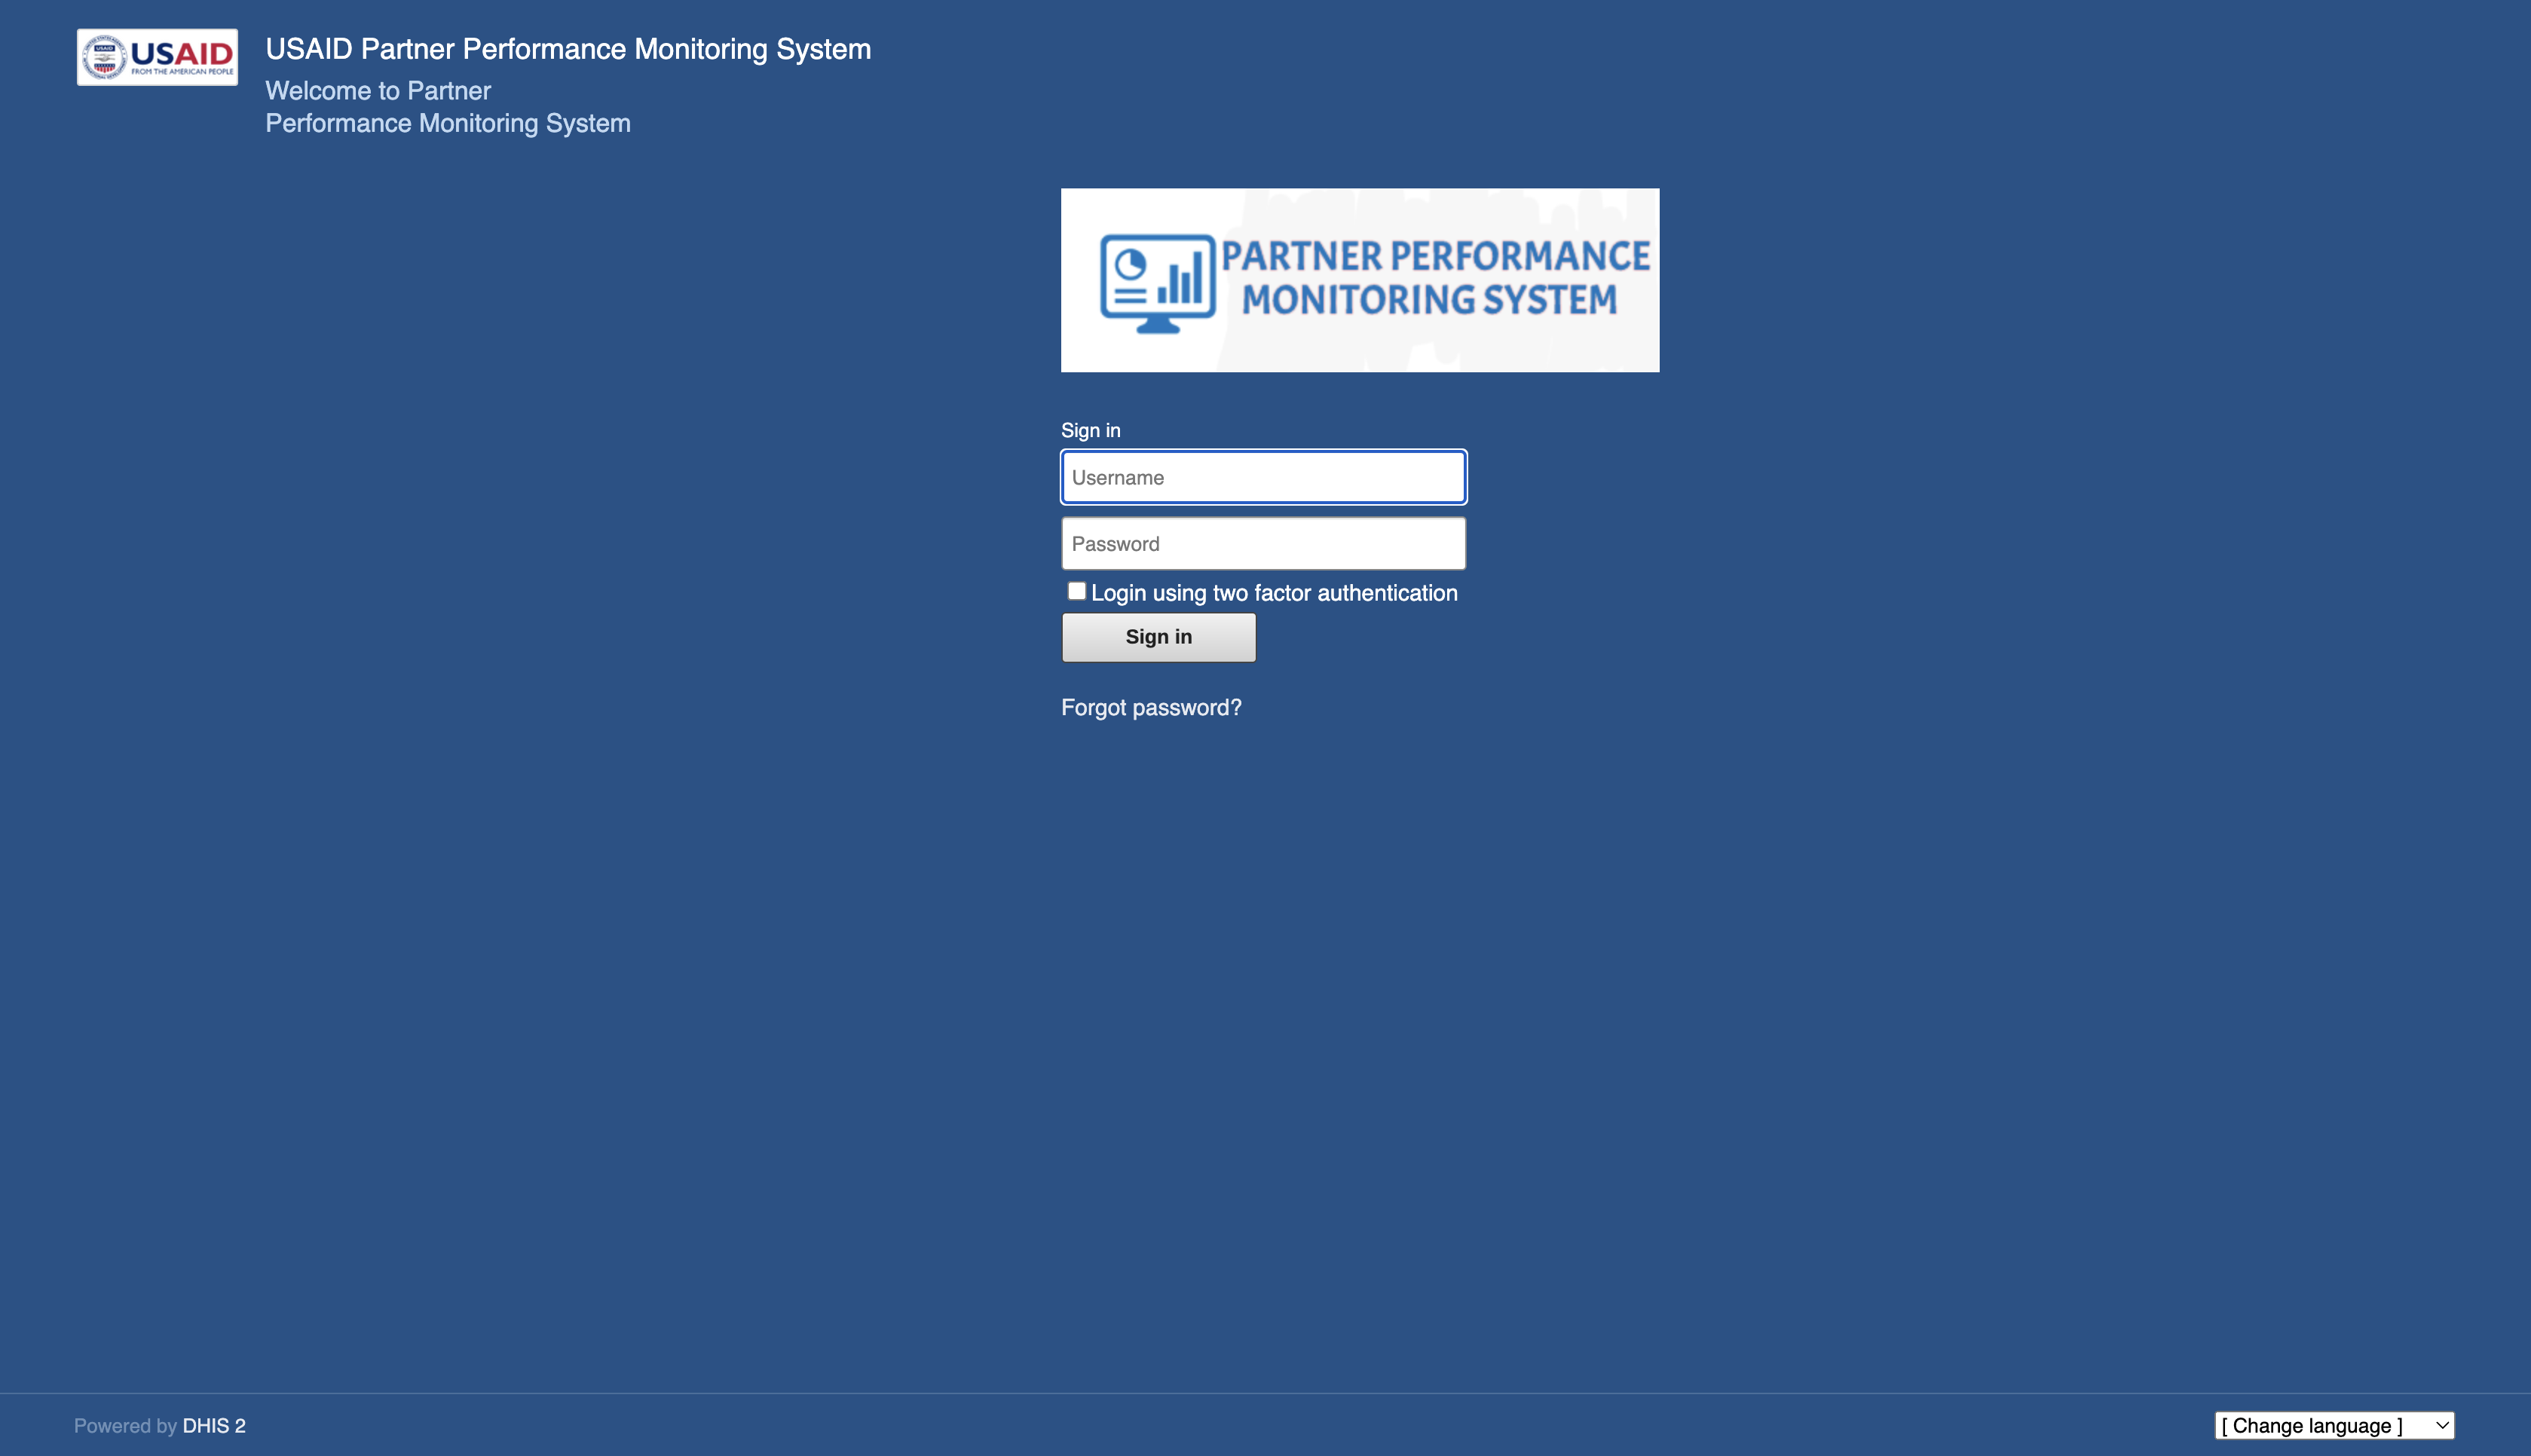 USAID
FROM THE AMERICAN PEOPLE
USAID Partner Performance Monitoring System
Welcome to Partner
Performance Monitoring System
PARTNER PERFORMANCE
MONITORING SYSTEM
Sign in
Username
Password
Login using two factor authentication
Sign in
Forgot password?
Powered by DHIS 2
[ Change language ]